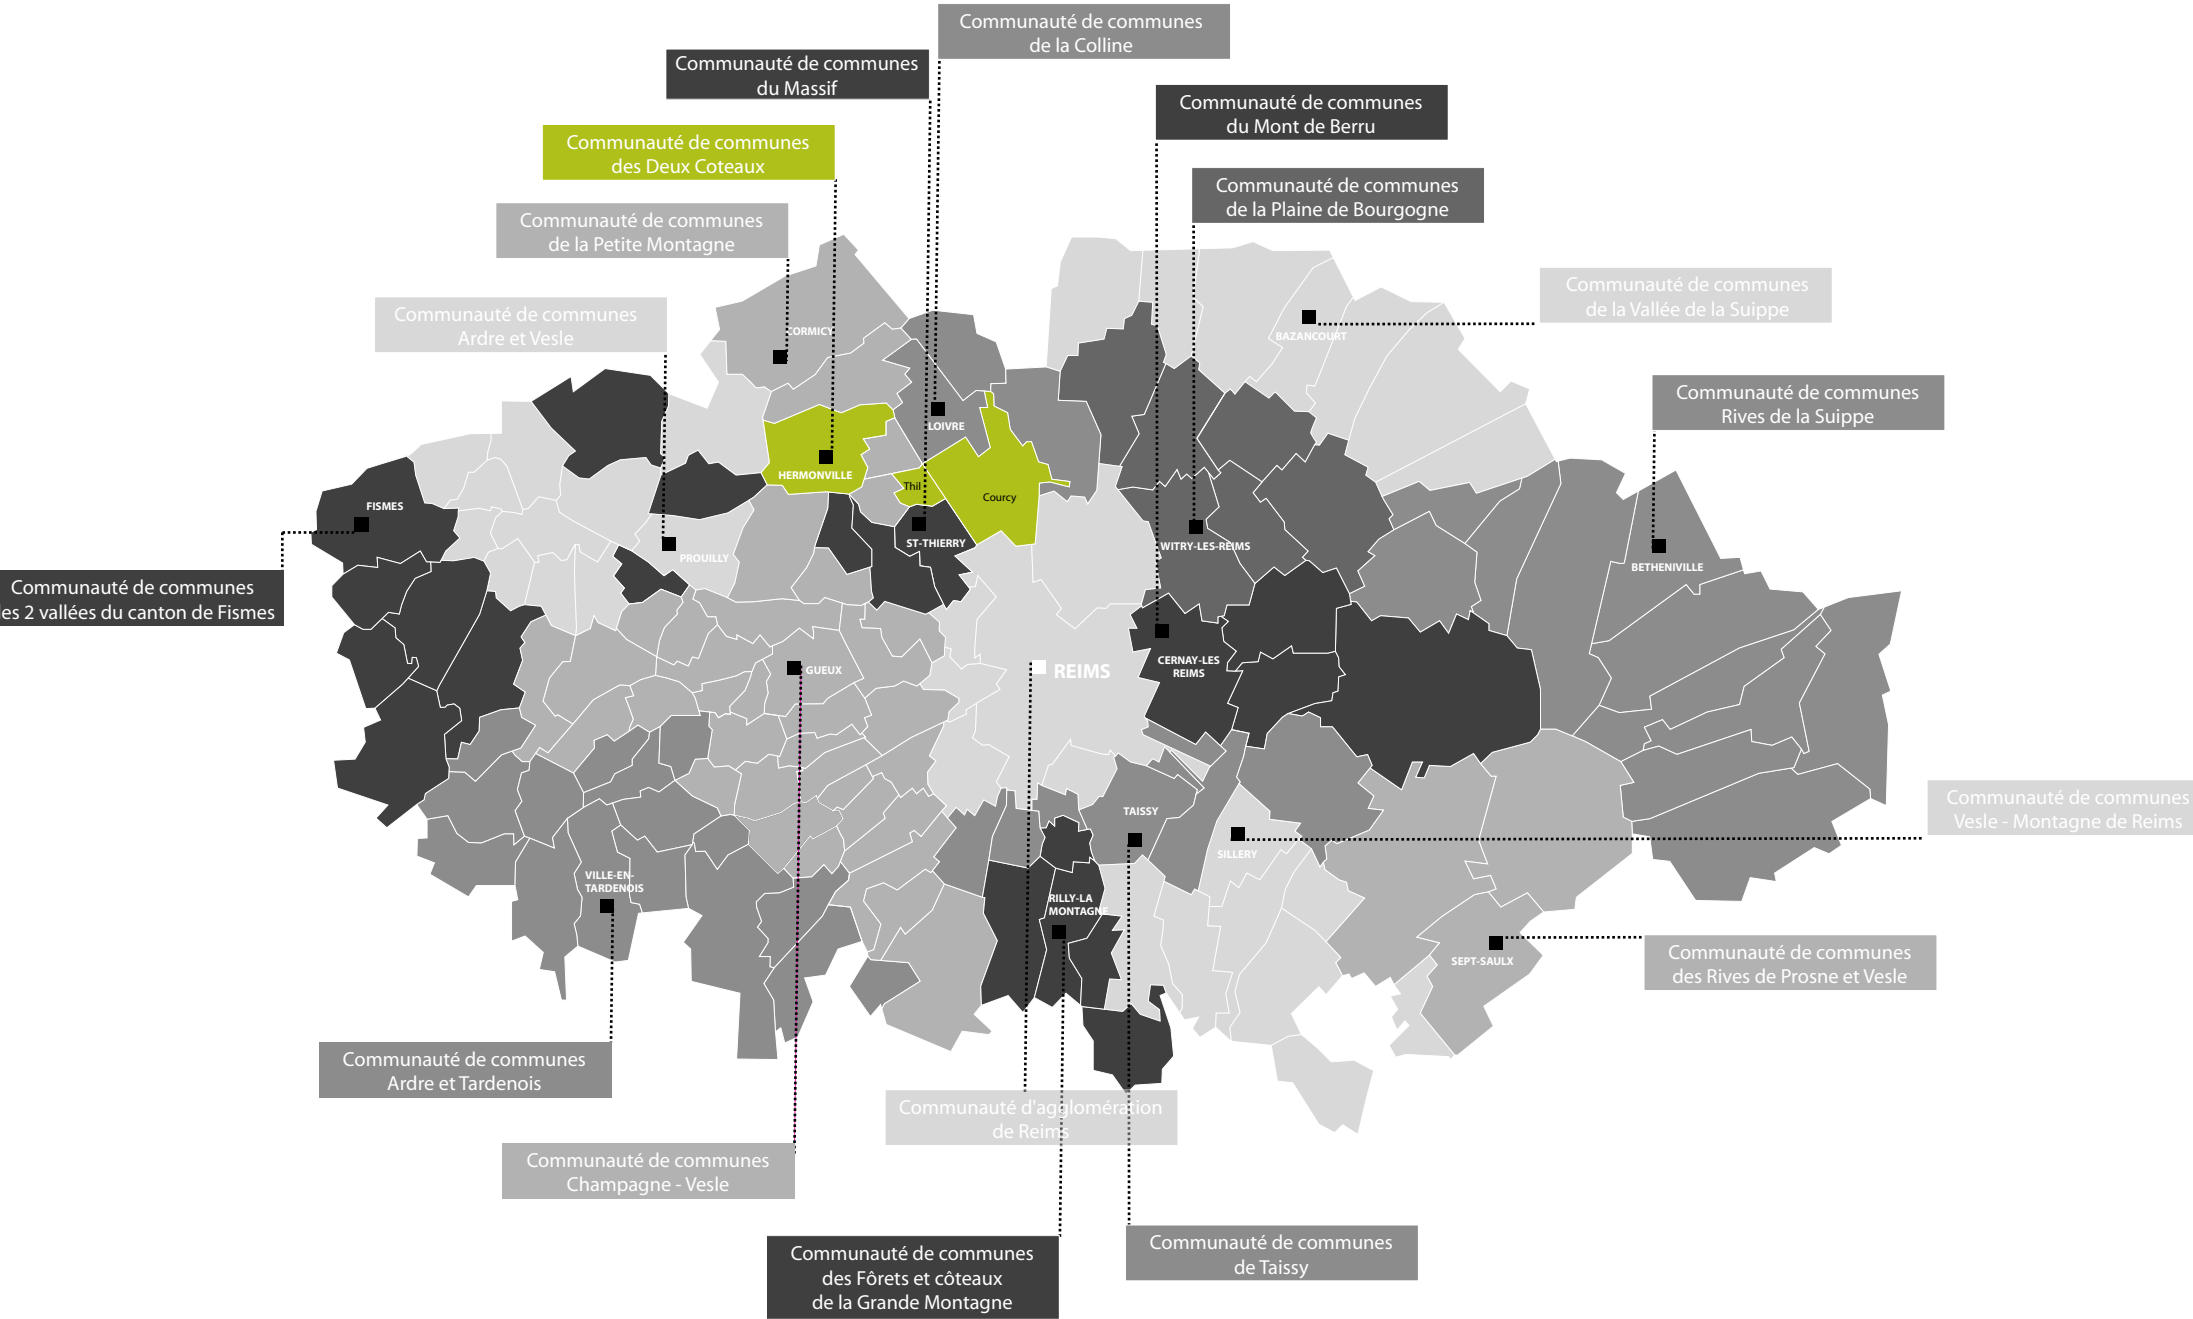 Communauté de communes
de la Colline
Communauté de communes
du Massif
Communauté de communes
du Mont de Berru
Communauté de communes
des Deux Coteaux
Communauté de communes
de la Plaine de Bourgogne
Communauté de communes
de la Petite Montagne
Communauté de communes
de la Vallée de la Suippe
Communauté de communes
Ardre et Vesle
CORMICY
BAZANCOURT
Communauté de communes
Rives de la Suippe
LOIVRE
HERMONVILLE
Thil
Courcy
FISMES
ST-THIERRY
WITRY-LES-REIMS
PROUILLY
BETHENIVILLE
Communauté de communes
les 2 vallées du canton de Fismes
GUEUX
REIMS
CERNAY-LES
REIMS
Communauté de communes
Vesle - Montagne de Reims
TAISSY
SILLERY
VILLE-EN-
TARDENOIS
RILLY-LA
MONTAGNE
SEPT-SAULX
Communauté de communes
des Rives de Prosne et Vesle
Communauté de communes
Ardre et Tardenois
Communauté d'agglomération
de Reims
Communauté de communes
Champagne - Vesle
Communauté de communes
de Taissy
Communauté de communes
des Fôrets et côteaux
de la Grande Montagne